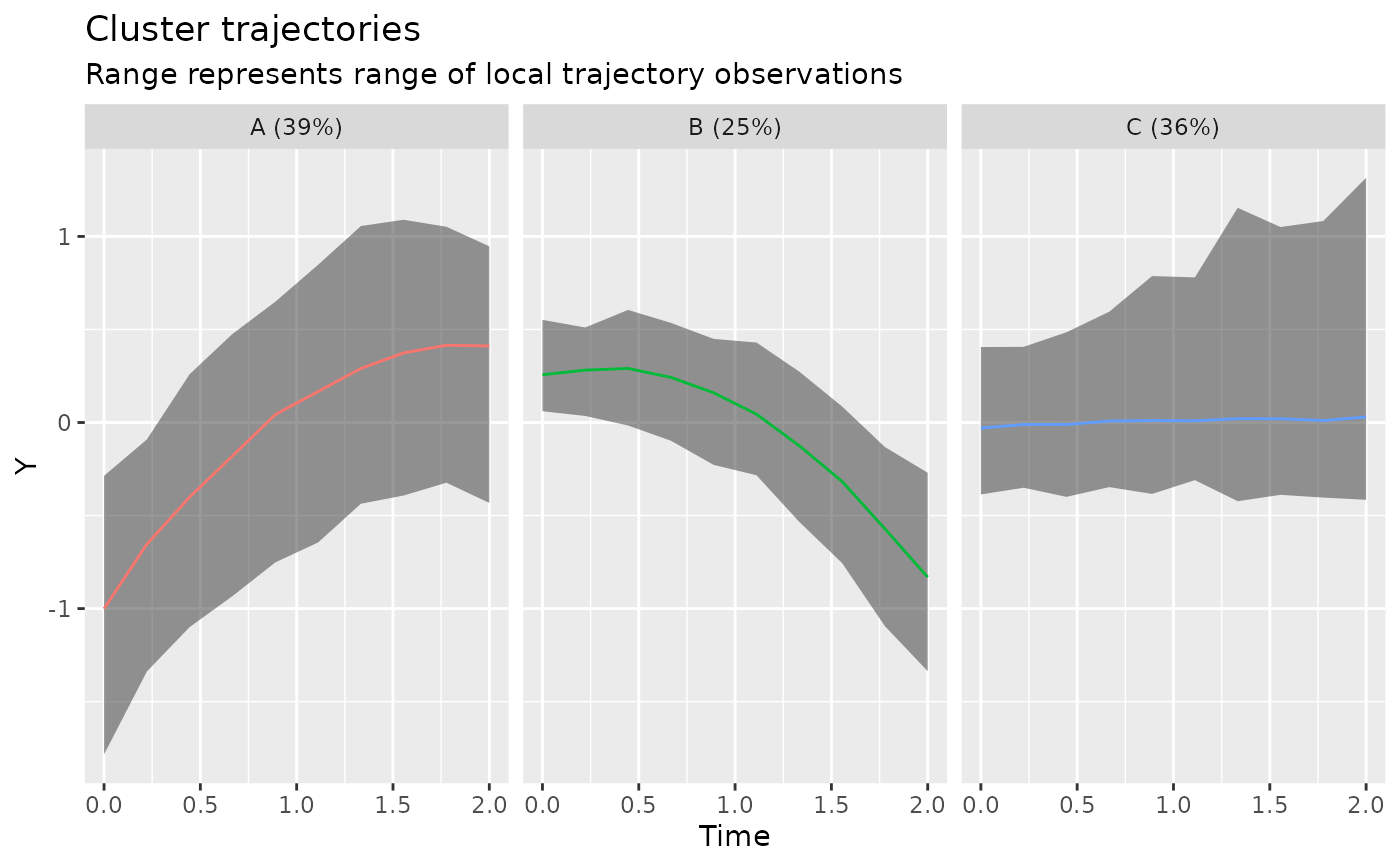 Cluster trajectories
Range represents range of local trajectory observations
A (39%) B (25%) C (36%)
1
0
-1
Y
0.0 0.5 1.0 1.5 2.0 0.0 0.5 1.0 1.5 2.0 0.0 0.5 1.0 1.5 2.0
Time